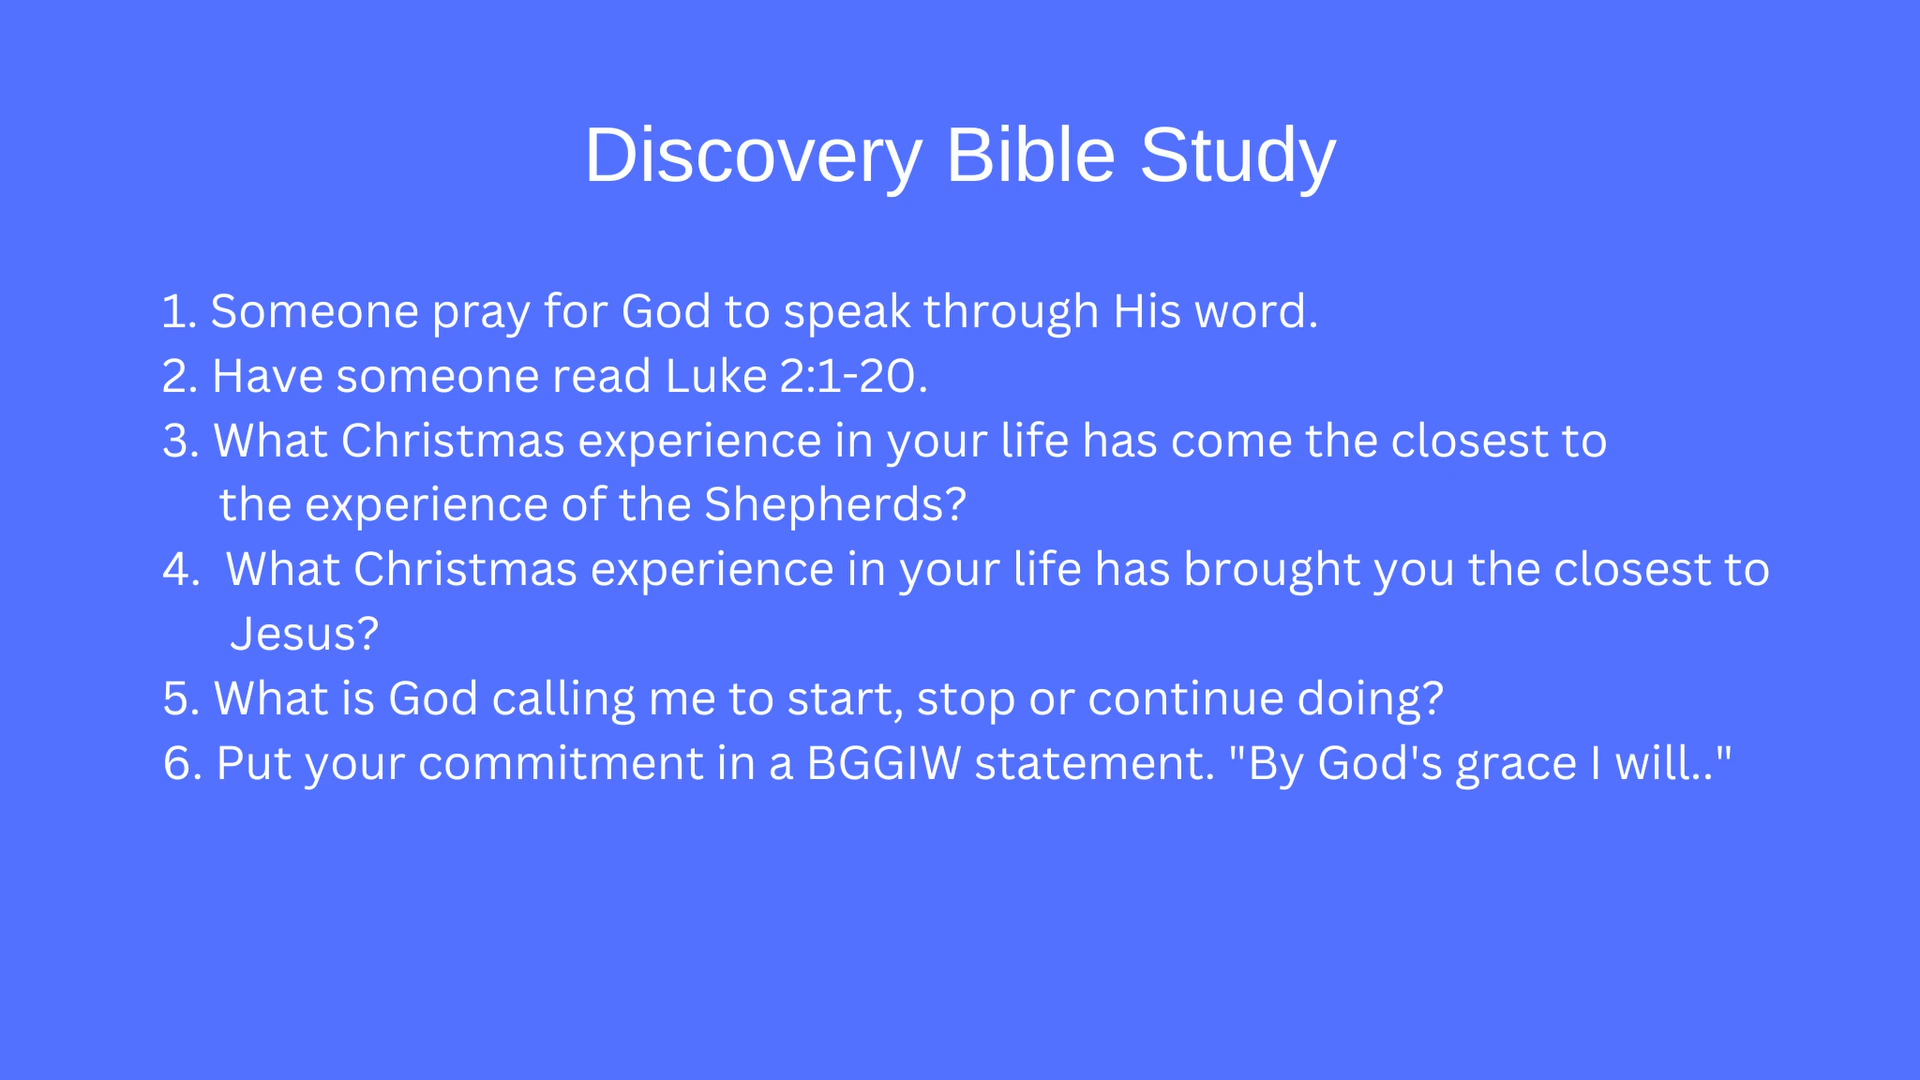 Discovery Bible Study
1. Someone pray for God to speak through His word.
2. Have someone read Luke 2:1-20.
3. What Christmas experience in your life has come the closest to
the experience of the Shepherds?
4. What Christmas experience in your life has brought you the closest to
Jesus?
5. What is God calling me to start, stop or continue doing?
6. Put your commitment in a BGGIW statement. "By God's grace I will.."